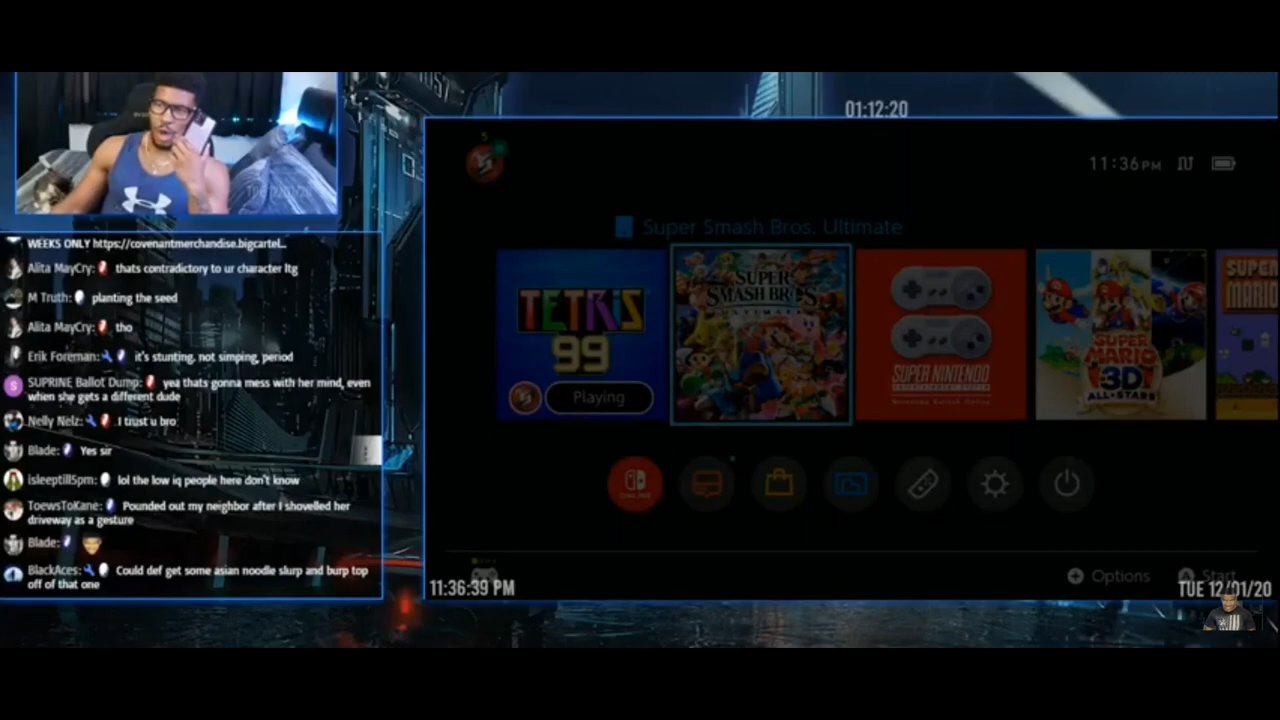 01:12:20
WEEKS ONLY https://covenantmerchandise.bigcartel...
Alita MayCry: thats contradictory to ur character ltg
M Truth: planting the seed
Alita MayCry: tho
Erik Foreman: it's stunting, not simping, period
S SUPRINE Ballot Dump: yea thats gonna mess with her mind, even
when she gets a different dude
Nelly Nelz: I trust u bro
Blade: Yes sir
isleeptill5pm: lol the low iq people here don't know
ToewsToKane: Pounded out my neighbor after I shovelled her
driveway as a gesture
Blade:
BlackAces: Could def get some asian noodle slurp and burp top
off of that one
5
11:36PM
Super Smash Bros. Ultimate
TETRIS
99
Playing
SUPER
SMASH BROS
ULTIMATE
SUPER NINTENDO
ENTERTAINMENT SYSTEM
Nintendo Switch Online
SUPER
MARIO
3D
ALL★STARS
SUPER
MARIO
Options
Start
11:36:39 PM
TUE 12/01/20